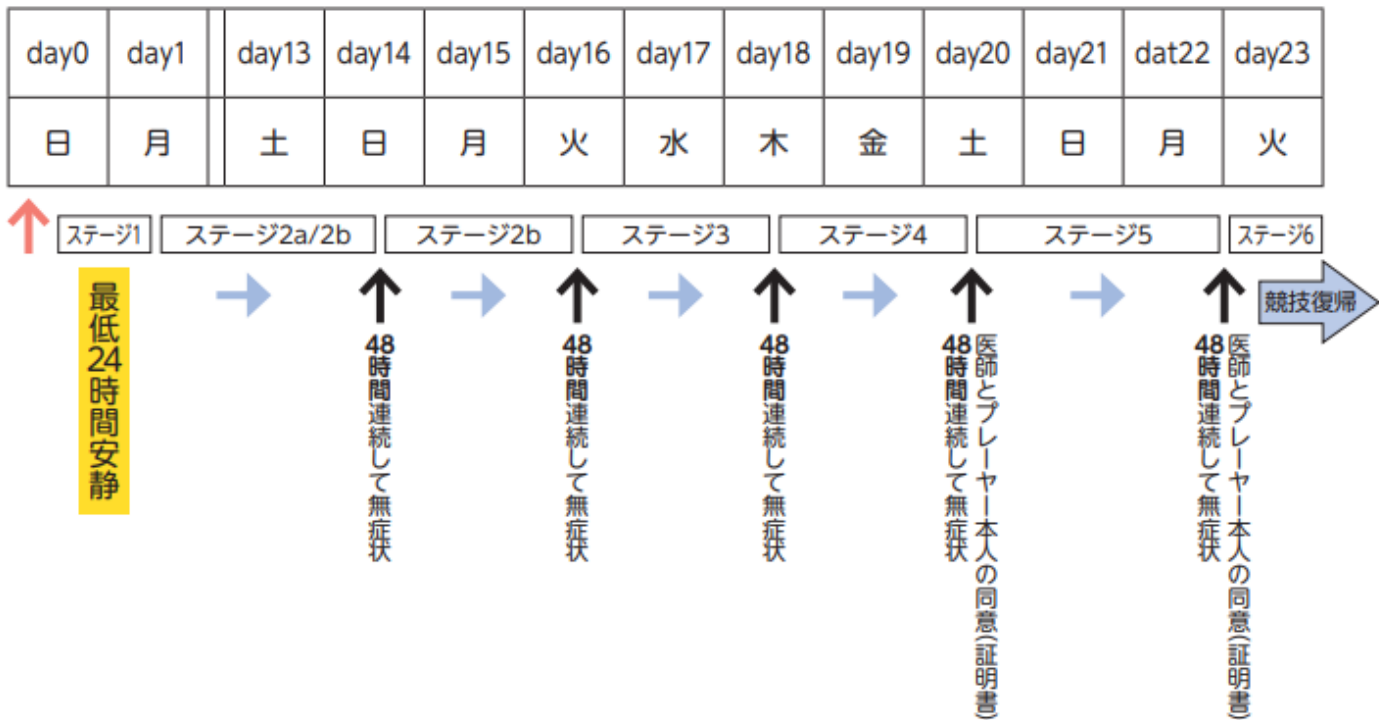 day0 day1 day13 day14 day15 day16 day17 day18 day19 day20 day21 dat22 day23
日 月 土 日 月 火 水 木 金 土 日 月 火
ステージ1 ステージ2a/2b ステージ2b ステージ3 ステージ4 ステージ5 ステージ6
最低24時間安静
48時間連続して無症状
48時間連続して無症状
48時間連続して無症状
医師とプレーヤー本人の同意(証明書)
48時間連続して無症状
医師とプレーヤー本人の同意(証明書)
48時間連続して無症状
競技復帰